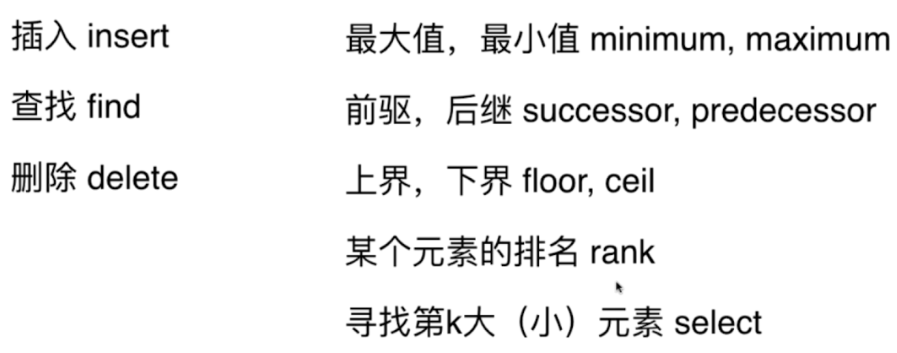 插入 insert
查找 find
删除 delete
最大值，最小值 minimum, maximum
前驱，后继 successor, predecessor
上界，下界 floor, ceil
某个元素的排名 rank
寻找第k大（小）元素 select